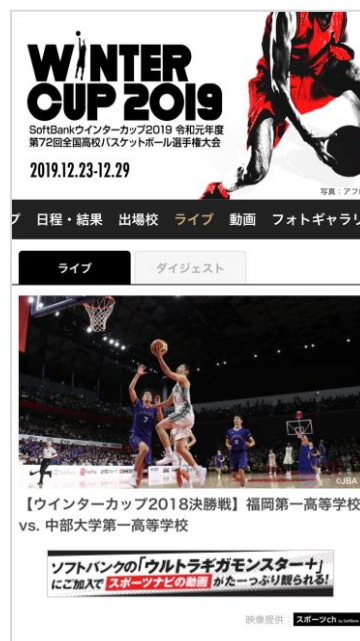 WINTER
CUP 2019
SoftBankウインターカップ2019 令和元年度
第72回全国高校バスケットボール選手権大会
2019.12.23-12.29
写真：アフ
プ 日程・結果 出場校 ライブ 動画 フォトギャラリ
ライブ ダイジェスト
©JBA
【ウインターカップ2018決勝戦】福岡第一高等学校
vs. 中部大学第一高等学校
ソフトバンクの「ウルトラギガモンスター＋」
にご加入で スポーツナビの動画 がたーっぷり観られる!
映像提供： スポーツch by SoftBank